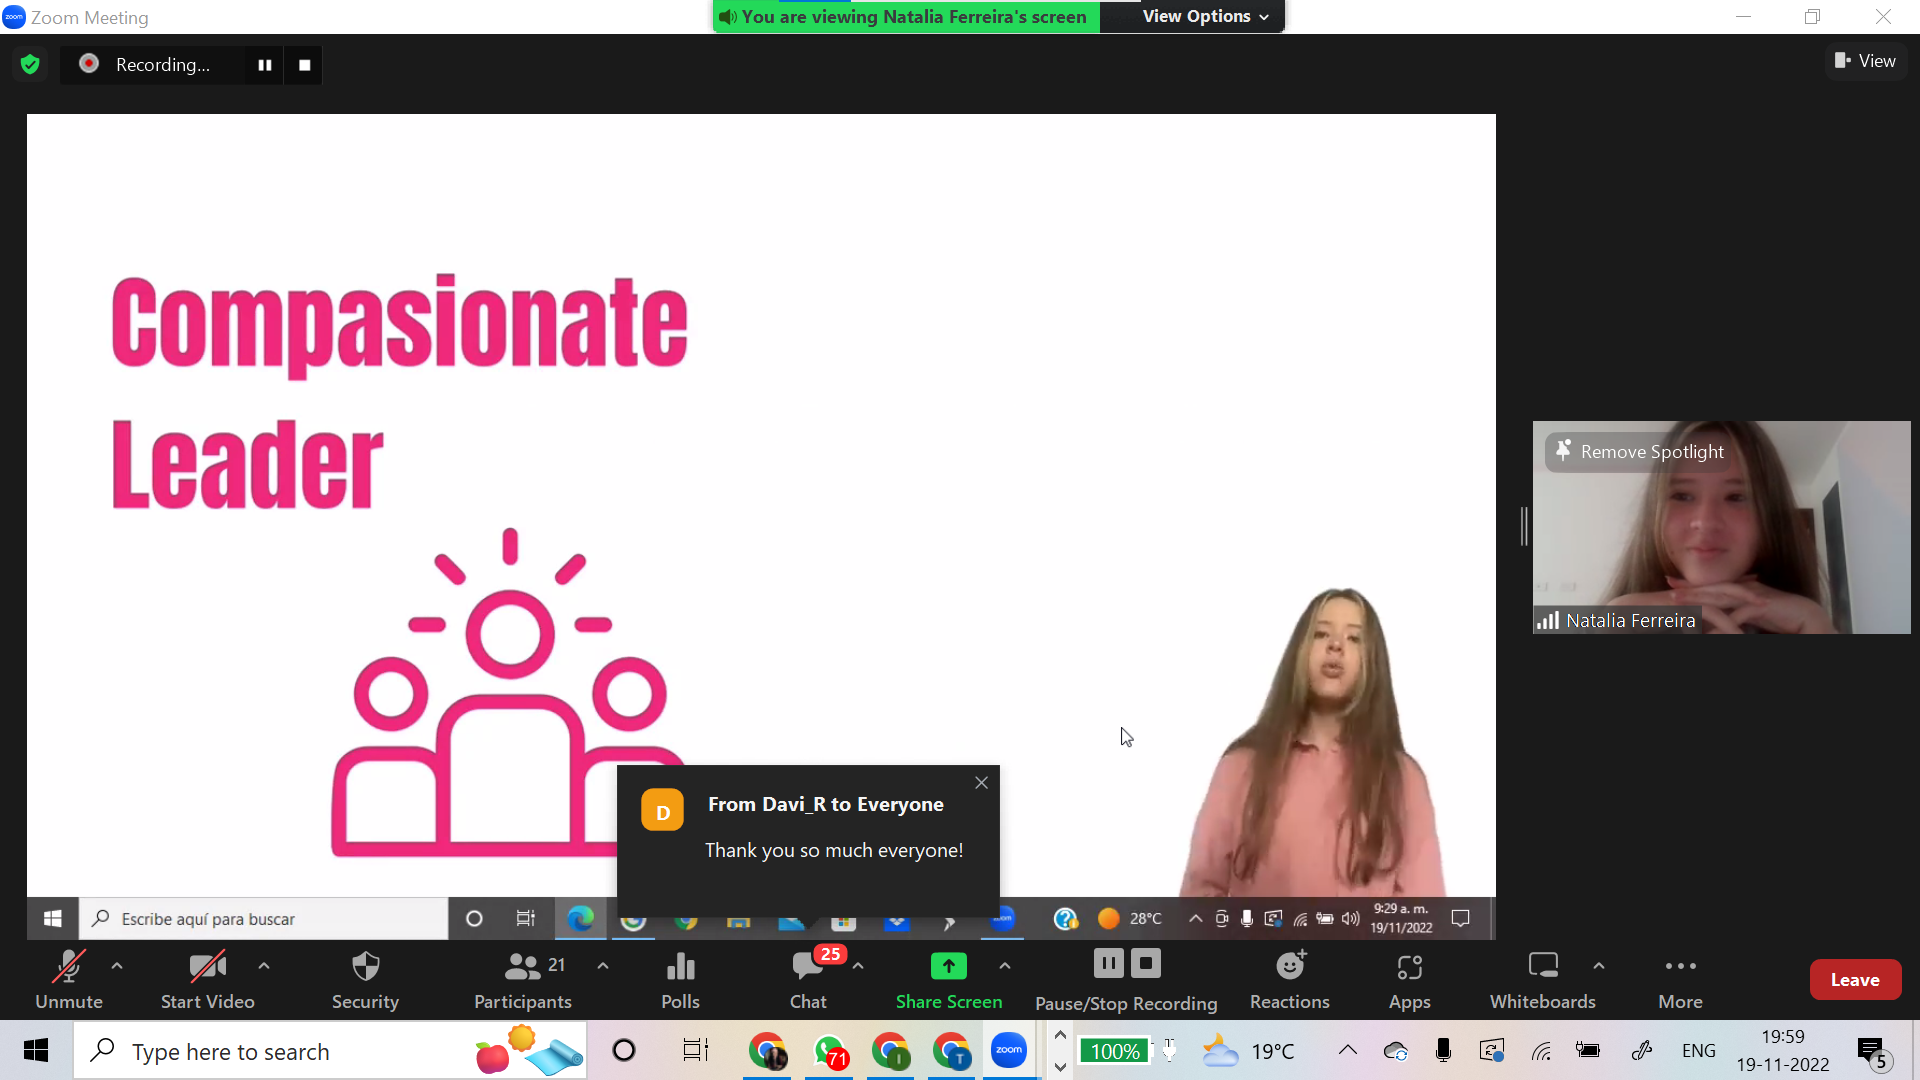 zoom Zoom Meeting
You are viewing Natalia Ferreira's screen View Options
Recording...
View
Compasionate
Leader
Remove Spotlight
Natalia Ferreira
D From Davi_R to Everyone
Thank you so much everyone!
Escribe aquí para buscar
zoom
28°C
9:29 a. m.
19/11/2022
21
25
Unmute
Start Video
Security
Participants
Polls
Chat
Share Screen
Pause/Stop Recording
Reactions
Apps
Whiteboards
More
Leave
Type here to search
71
I
T
zoom
100%
19°C
ENG
19:59
19-11-2022
5